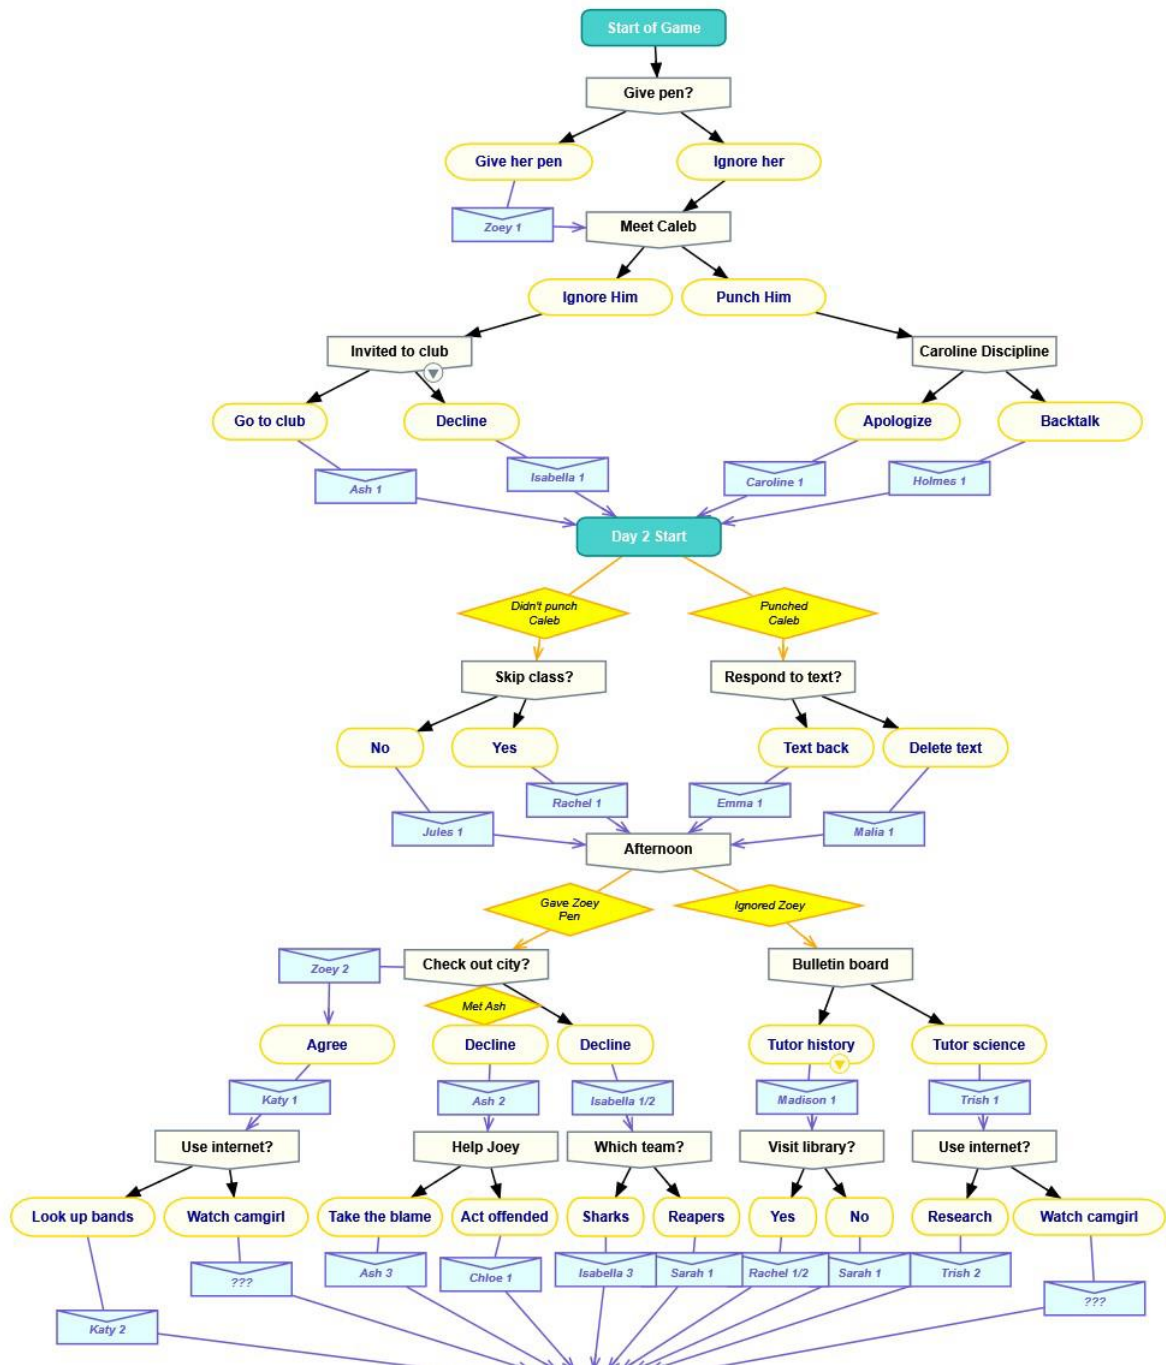 Start of Game
Give pen?
Give her pen
Ignore her
Zoey 1
Meet Caleb
Ignore Him
Punch Him
Invited to club
Caroline Discipline
Go to club
Decline
Apologize
Backtalk
Ash 1
Isabella 1
Caroline 1
Holmes 1
Day 2 Start
Didn't punch
Caleb
Punched
Caleb
Skip class?
Respond to text?
No
Yes
Text back
Delete text
Rachel 1
Emma 1
Jules 1
Malia 1
Afternoon
Gave Zoey
Pen
Ignored Zoey
Zoey 2
Check out city?
Bulletin board
Met Ash
Agree
Decline
Decline
Tutor history
Tutor science
Katy 1
Ash 2
Isabella 1/2
Madison 1
Trish 1
Use internet?
Help Joey
Which team?
Visit library?
Use internet?
Look up bands
Watch camgirl
Take the blame
Act offended
Sharks
Reapers
Yes
No
Research
Watch camgirl
???
Ash 3
Chloe 1
Isabella 3
Sarah 1
Rachel 1/2
Sarah 1
Trish 2
???
Katy 2